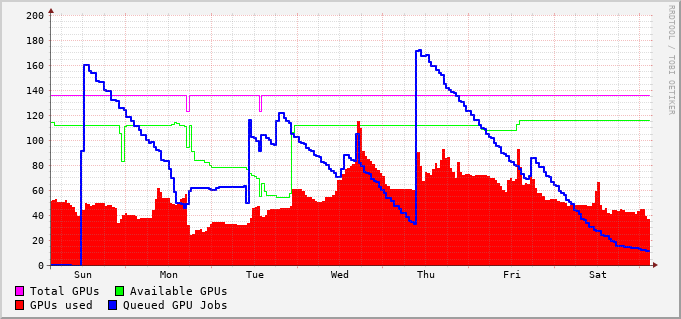 200
180
160
140
120
100
80
60
40
20
0
Sun Mon Tue Wed Thu Fri Sat
Total GPUs Available GPUs
GPUs used Queued GPU Jobs
RRDTOOL / TOBI OETIKER